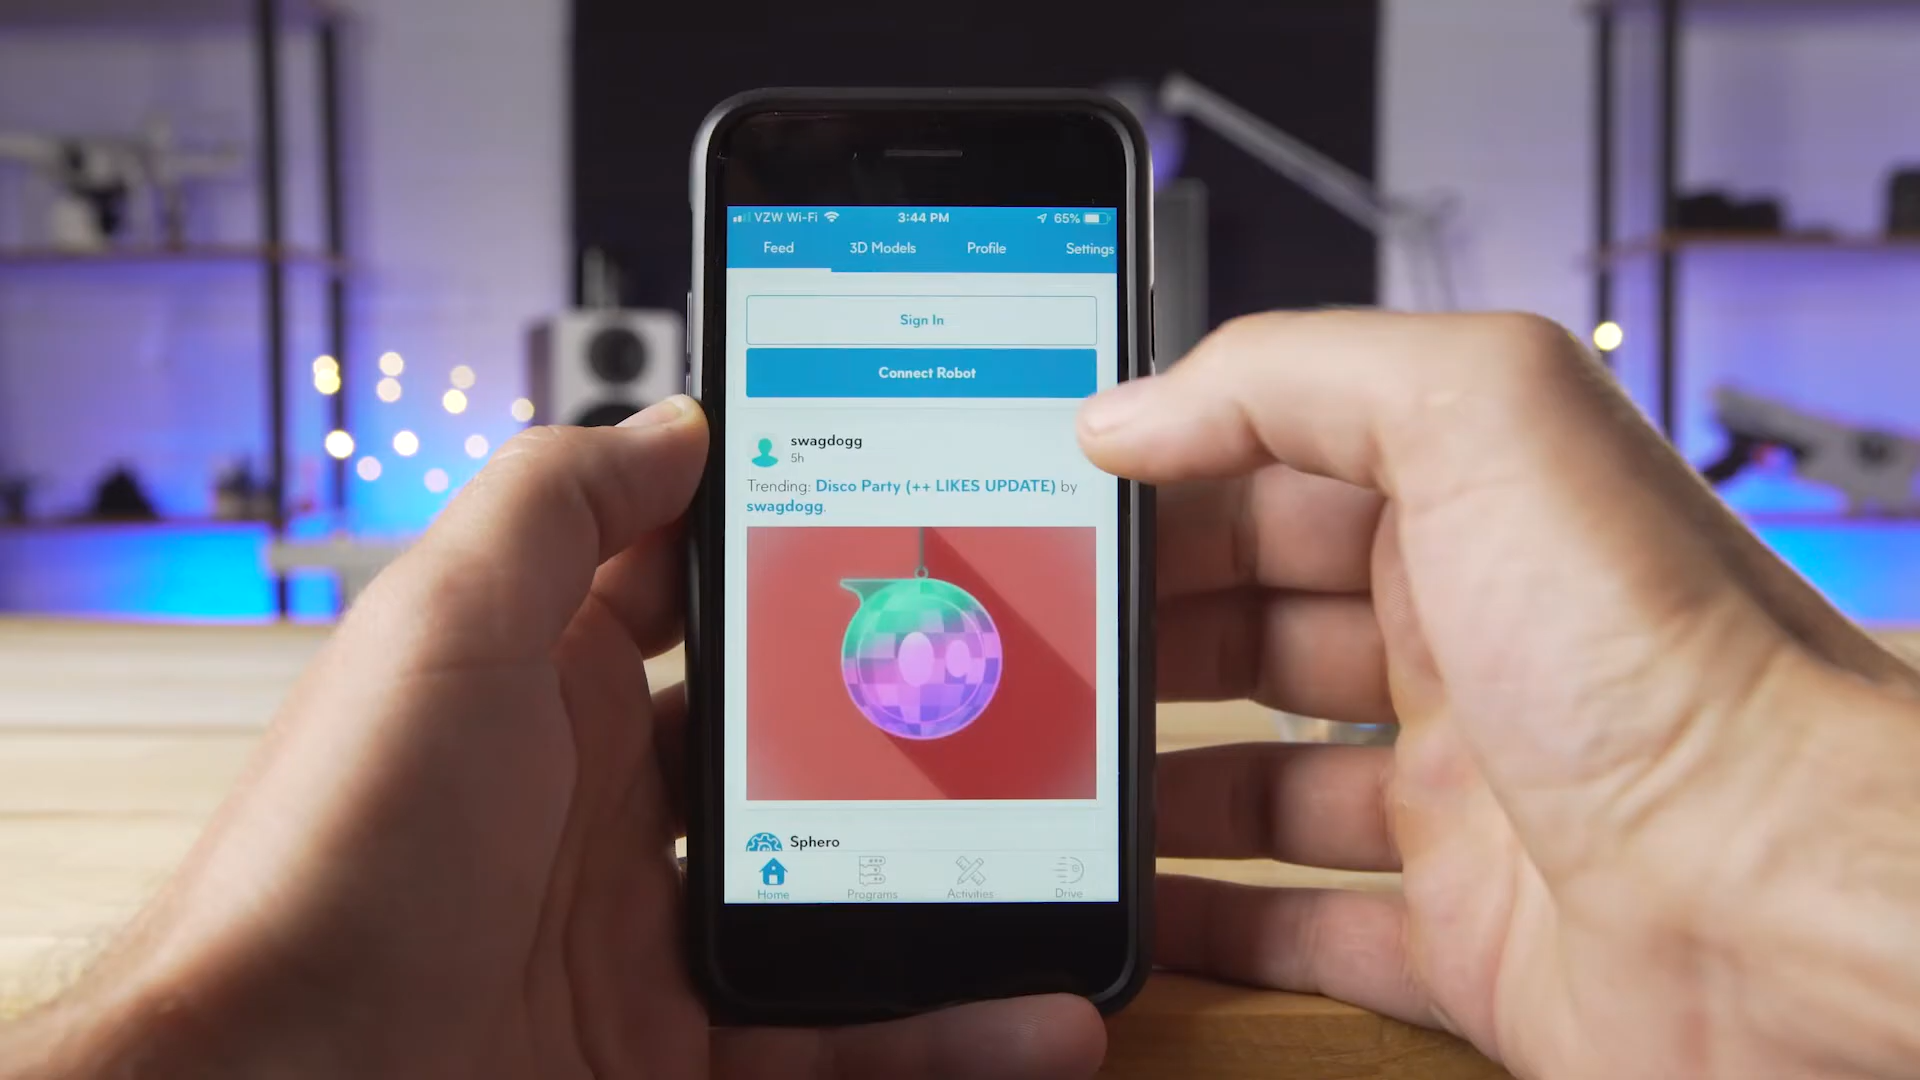 VZW Wi-Fi 3:44 PM 65%
Feed 3D Models Profile Settings
Sign In
Connect Robot
swagdogg
5h
Trending: Disco Party (++ LIKES UPDATE) by
swagdogg.
Sphero
Home Programs Activities Drive